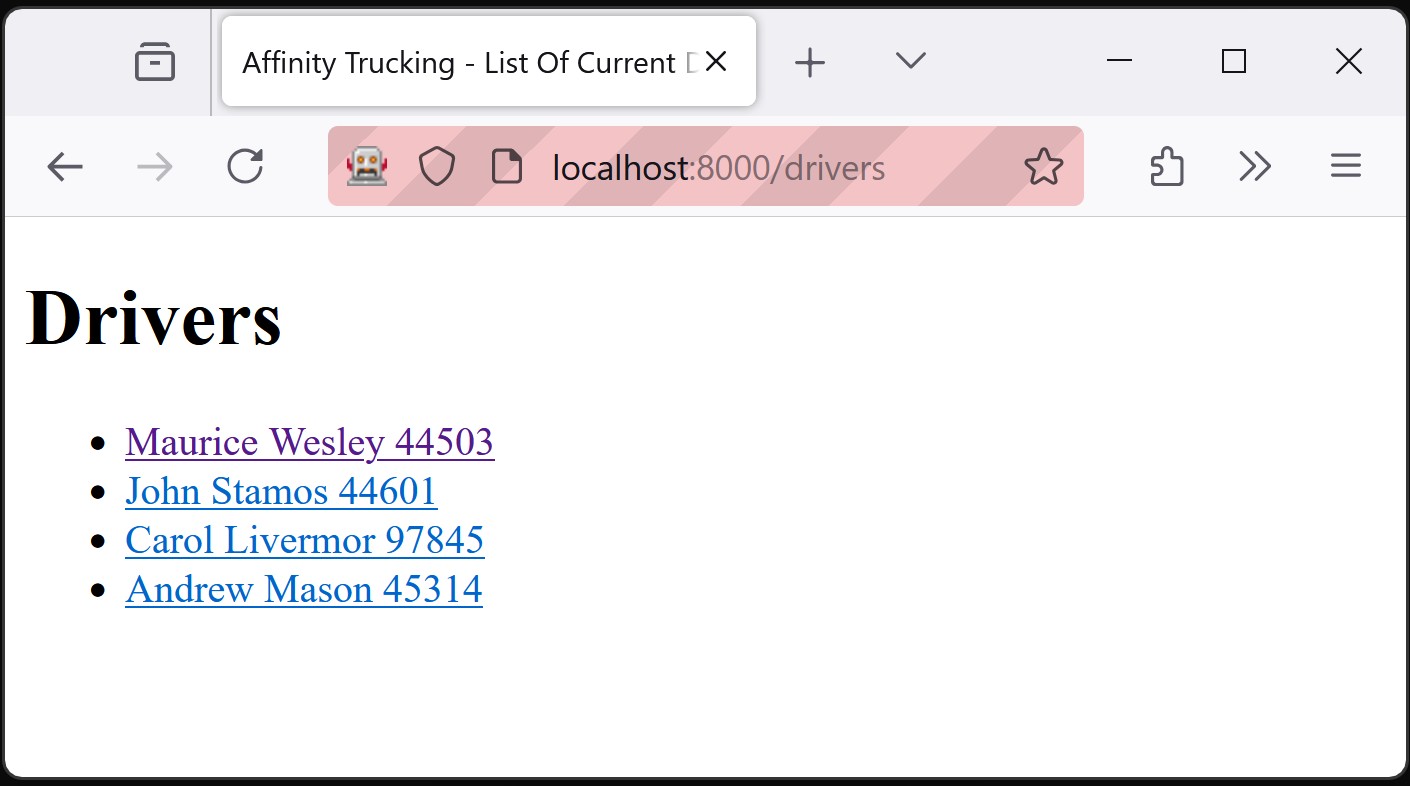 Affinity Trucking - List Of Current
localhost:8000/drivers
Drivers
Maurice Wesley 44503
John Stamos 44601
Carol Livermor 97845
Andrew Mason 45314